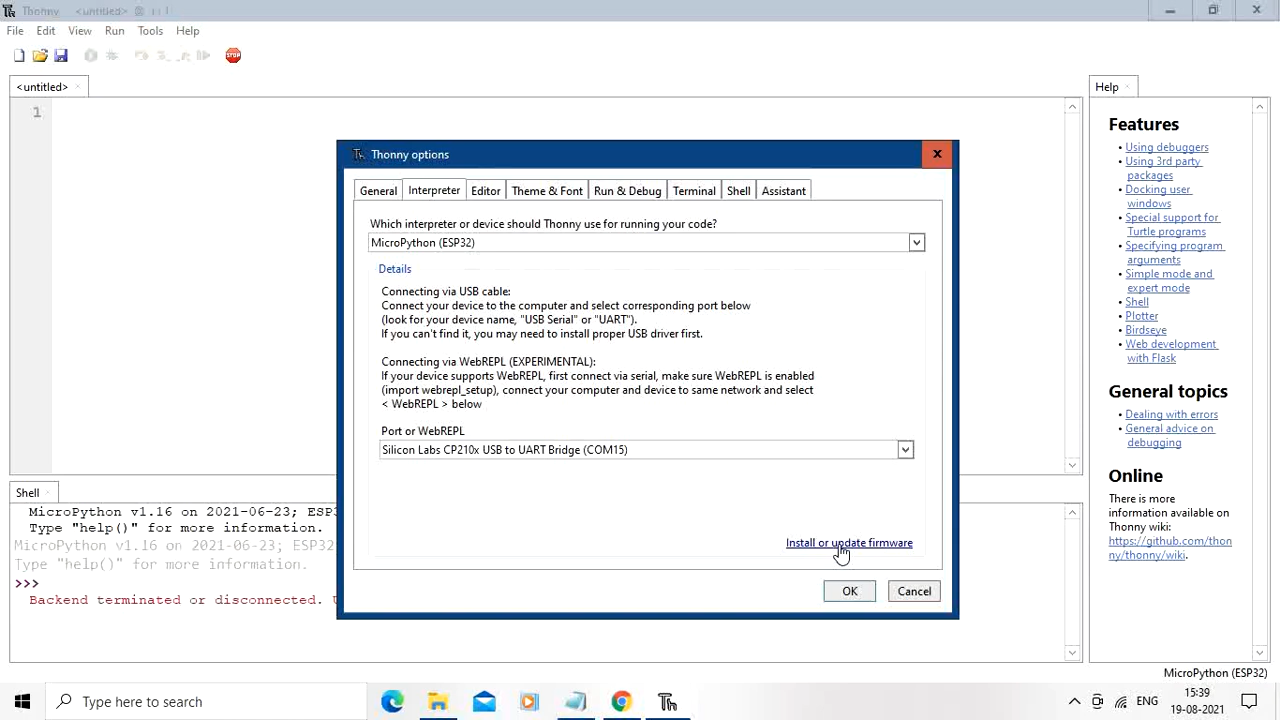 Thonny - <untitled> @ 1:1
File Edit View Run Tools Help
STOP
<untitled> ×
1
Thonny options
General Interpreter Editor Theme & Font Run & Debug Terminal Shell Assistant
Which interpreter or device should Thonny use for running your code?
MicroPython (ESP32)
Details
Connecting via USB cable:
Connect your device to the computer and select corresponding port below
(look for your device name, "USB Serial" or "UART").
If you can't find it, you may need to install proper USB driver first.
Connecting via WebREPL (EXPERIMENTAL):
If your device supports WebREPL, first connect via serial, make sure WebREPL is enabled
(import webrepl_setup), connect your computer and device to same network and select
< WebREPL > below
Port or WebREPL
Silicon Labs CP210x USB to UART Bridge (COM15)
Install or update firmware
OK Cancel
Shell ×
MicroPython v1.16 on 2021-06-23; ESP3
Type "help()" for more information.
MicroPython v1.16 on 2021-06-23; ESP32
Type "help()" for more information.
>>>
Backend terminated or disconnected.
Help ×
Features
• Using debuggers
• Using 3rd party
packages
• Docking user
windows
• Special support for
Turtle programs
• Specifying program
arguments
• Simple mode and
expert mode
• Shell
• Plotter
• Birdseye
• Web development
with Flask
General topics
• Dealing with errors
• General advice on
debugging
Online
There is more
information available on
Thonny wiki:
https://github.com/thon
ny/thonny/wiki.
MicroPython (ESP32)
Type here to search
Th
ENG
15:39
19-08-2021